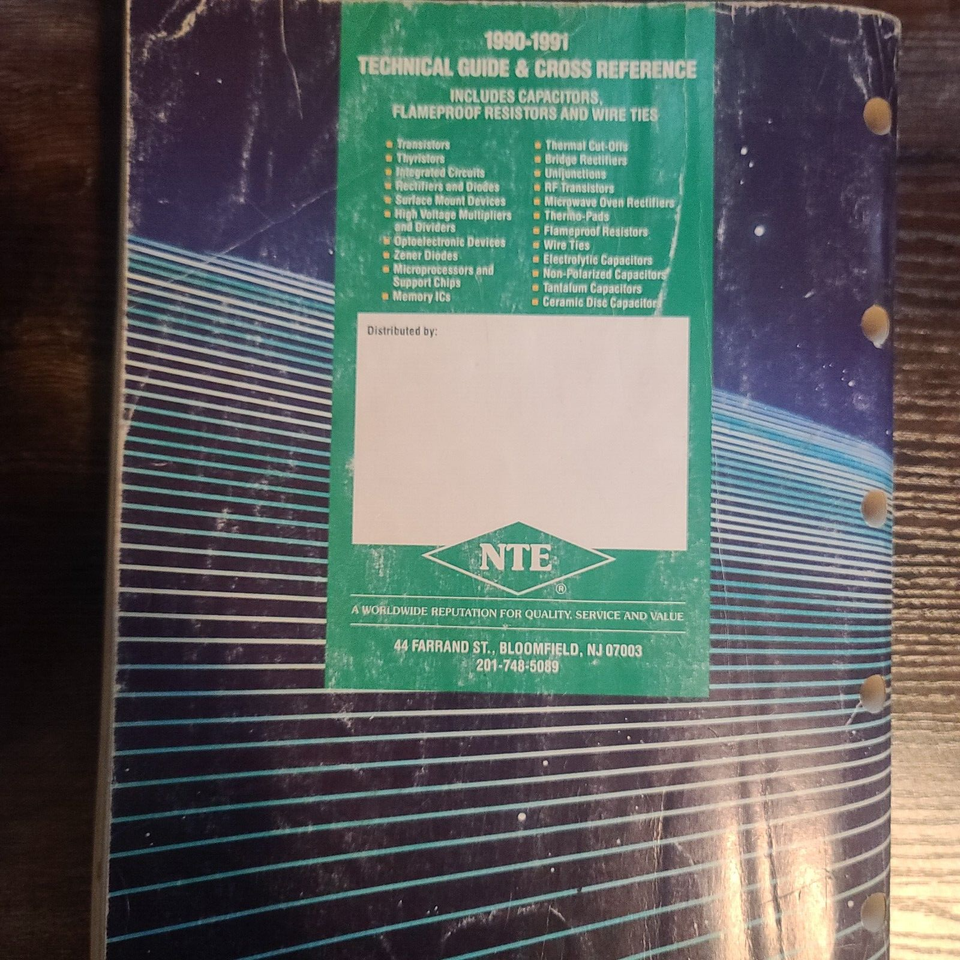 1990-1991
TECHNICAL GUIDE & CROSS REFERENCE
INCLUDES CAPACITORS,
FLAMEPROOF RESISTORS AND WIRE TIES
Transistors
Thyristors
Integrated Circuits
Rectifiers and Diodes
Surface Mount Devices
High Voltage Multipliers
and Dividers
Optoelectronic Devices
Zener Diodes
Microprocessors and
Support Chips
Memory ICs
Thermal Cut-Offs
Bridge Rectifiers
Unijunctions
RF Transistors
Microwave Oven Rectifiers
Thermo-Pads
Flameproof Resistors
Wire Ties
Electrolytic Capacitors
Non-Polarized Capacitors
Tantalum Capacitors
Ceramic Disc Capacitors
Distributed by:
NTE
®
A WORLDWIDE REPUTATION FOR QUALITY, SERVICE AND VALUE
44 FARRAND ST., BLOOMFIELD, NJ 07003
201-748-5089